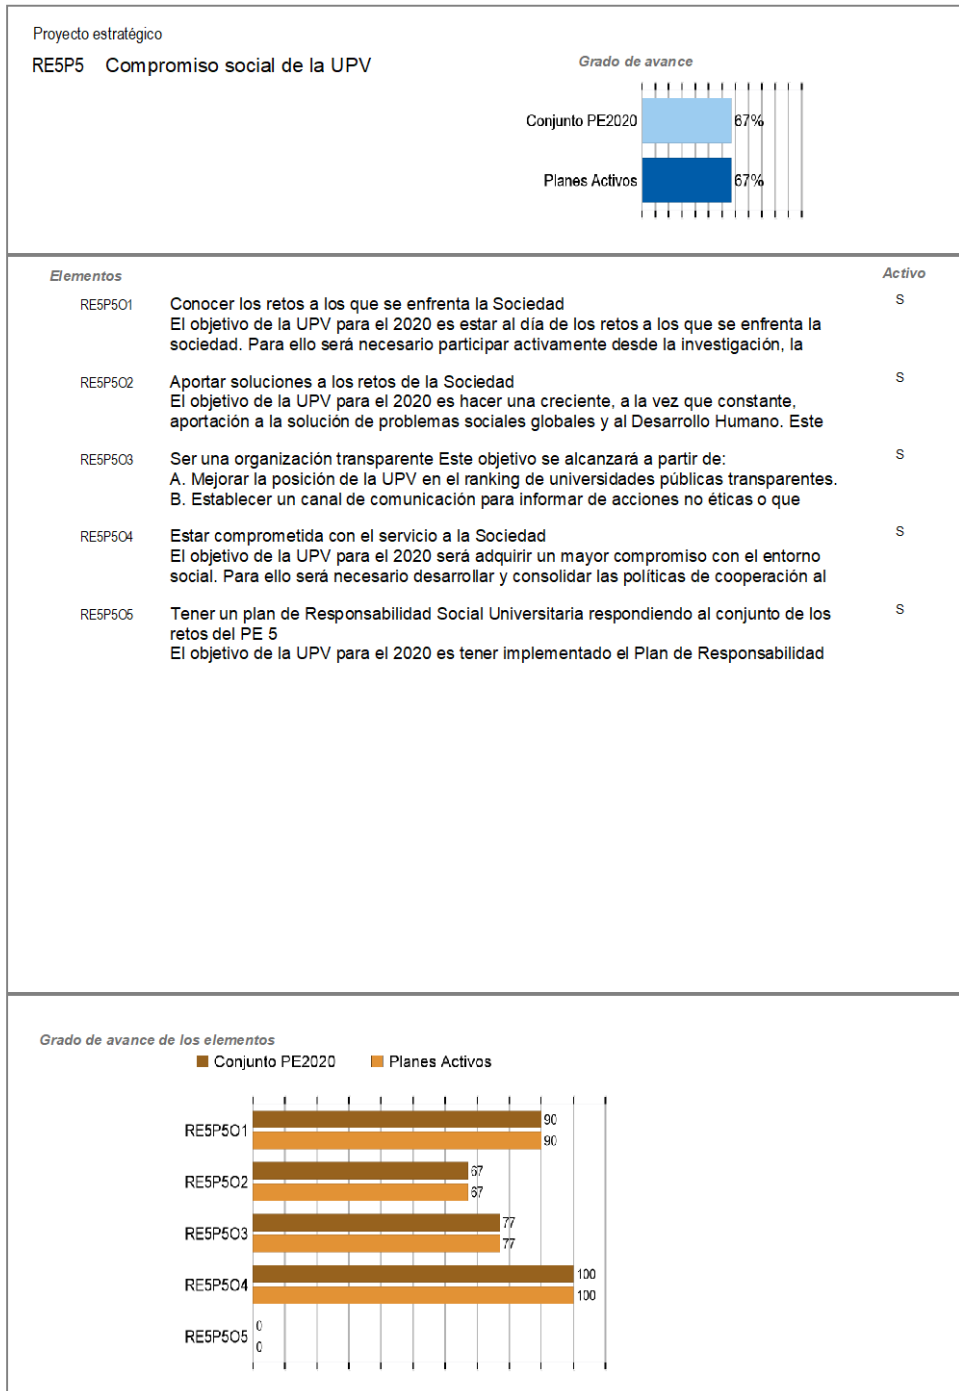 Proyecto estratégico
RE5P5 Compromiso social de la UPV
Grado de avance
Conjunto PE2020 67%
Planes Activos 67%
Elementos Activo
RE5P5O1 Conocer los retos a los que se enfrenta la Sociedad S
El objetivo de la UPV para el 2020 es estar al día de los retos a los que se enfrenta la
sociedad. Para ello será necesario participar activamente desde la investigación, la
RE5P5O2 Aportar soluciones a los retos de la Sociedad S
El objetivo de la UPV para el 2020 es hacer una creciente, a la vez que constante,
aportación a la solución de problemas sociales globales y al Desarrollo Humano. Este
RE5P5O3 Ser una organización transparente Este objetivo se alcanzará a partir de: S
A. Mejorar la posición de la UPV en el ranking de universidades públicas transparentes.
B. Establecer un canal de comunicación para informar de acciones no éticas o que
RE5P5O4 Estar comprometida con el servicio a la Sociedad S
El objetivo de la UPV para el 2020 será adquirir un mayor compromiso con el entorno
social. Para ello será necesario desarrollar y consolidar las políticas de cooperación al
RE5P5O5 Tener un plan de Responsabilidad Social Universitaria respondiendo al conjunto de los S
retos del PE 5
El objetivo de la UPV para el 2020 es tener implementado el Plan de Responsabilidad
Grado de avance de los elementos
Conjunto PE2020 Planes Activos
RE5P5O1 90
90
RE5P5O2 67
67
RE5P5O3 77
77
RE5P5O4 100
100
RE5P5O5 0
0